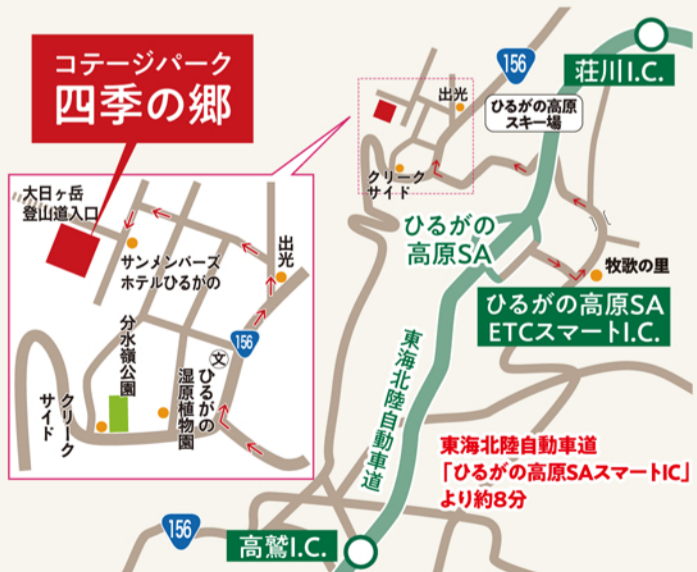 コテージパーク
四季の郷
156
荘川I.C.
出光
ひるがの高原
スキー場
クリーク
サイド
ひるがの
高原SA
牧歌の里
ひるがの高原SA
ETCスマートI.C.
東海北陸自動車道
大日ヶ岳
登山道入口
サンメンバーズ
ホテルひるがの
出光
156
文
分水嶺公園
ひるがの
湿原植物園
クリーク
サイド
東海北陸自動車道
「ひるがの高原SAスマートIC」
より約8分
156
高鷲I.C.